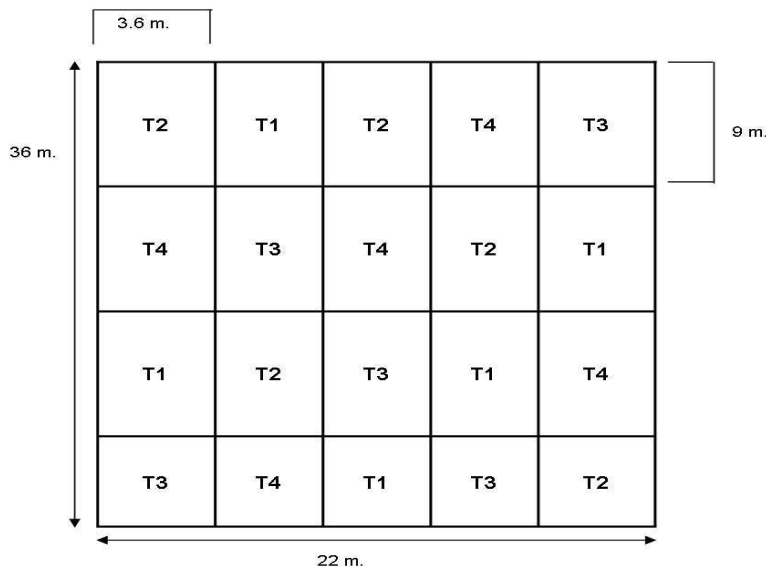 3.6 m.
T2 T1 T2 T4 T3
9 m.
36 m.
T4 T3 T4 T2 T1
T1 T2 T3 T1 T4
T3 T4 T1 T3 T2
22 m.